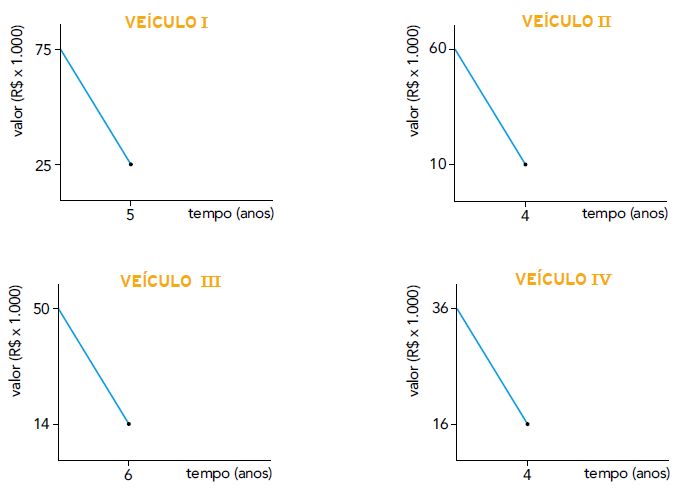 VEÍCULO I
valor (R$ x 1.000)
75
25
5
tempo (anos)
VEÍCULO II
valor (R$ x 1.000)
60
10
4
tempo (anos)
VEÍCULO III
valor (R$ x 1.000)
50
14
6
tempo (anos)
VEÍCULO IV
valor (R$ x 1.000)
36
16
4
tempo (anos)